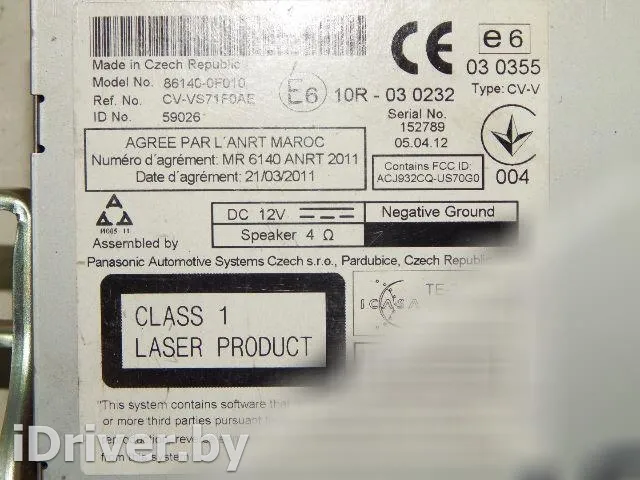 Made in Czech Republic
Model No. 86140-0F010
Ref. No. CV-VS71F0AE
ID No. 59026
CE
e6
03 0355
Type: CV-V
E6 10R - 03 0232
Serial No.
152789
05.04.12
004
AGREE PAR L´ANRT MAROC
Numéro d´agrément: MR 6140 ANRT 2011
Date d´agrément: 21/03/2011
Contains FCC ID:
ACJ932CQ-US70G0
DC 12V
Negative Ground
Speaker 4 Ω
Assembled by
Panasonic Automotive Systems Czech s.r.o., Pardubice, Czech Republic
ICASA
CLASS 1
LASER PRODUCT
"This system contains software that
or more third parties pursuant
iDriver.by